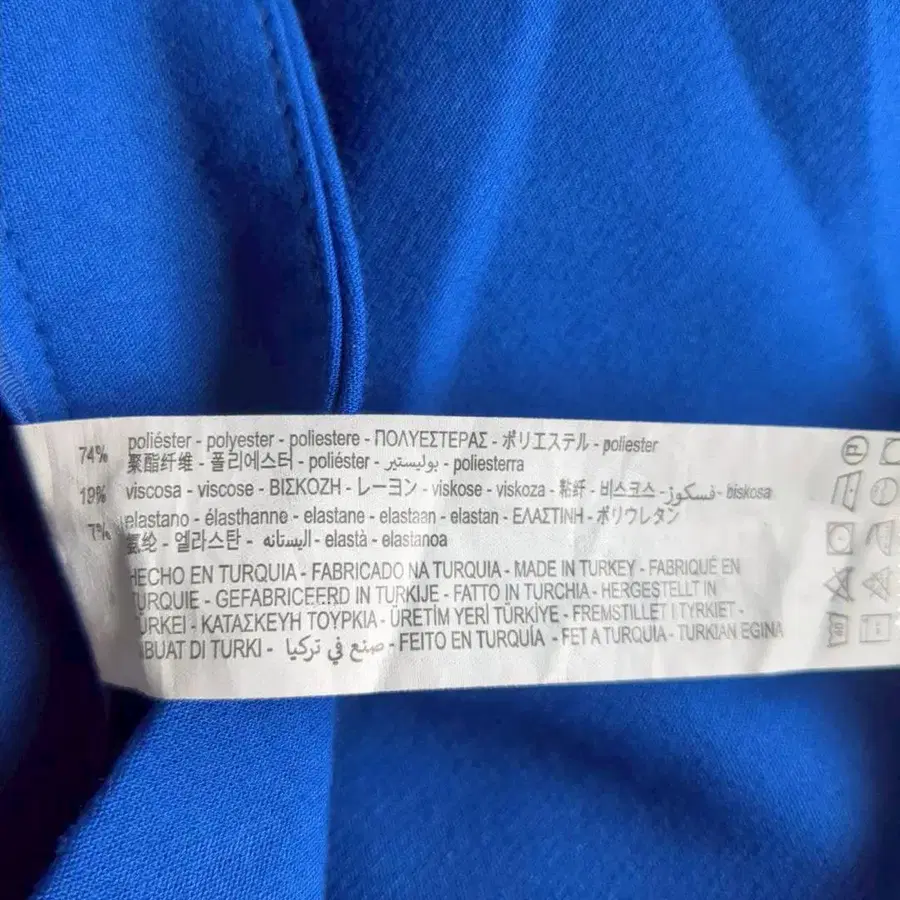 74% poliéster - polyester - poliestere - ΠΟΛΥΕΣΤΕΡΑΣ - ポリエステル - poliester
聚酯纤维 - 폴리에스터 - poliéster - بوليستير - poliesterra
19% viscosa - viscose - ΒΙΣΚΟΖΗ - レーヨン - viskose - viskoza - 粘纤 - 비스코스 - فسكوز - biskosa
7% elastano - élasthanne - elastane - elastaan - elastan - ΕΛΑΣΤΙΝΗ - ポリウレタン
氨纶 - 엘라스탄 - اليستانه - elastà - elastanoa
HECHO EN TURQUIA - FABRICADO NA TURQUIA - MADE IN TURKEY - FABRIQUÉ EN
TURQUIE - GEFABRICEERD IN TURKIJE - FATTO IN TURCHIA - HERGESTELLT IN
TÜRKEI - ΚΑΤΑΣΚΕΥΗ ΤΟΥΡΚΙΑ - ÜRETİM YERİ TÜRKİYE - FREMSTILLET I TYRKIET -
BUAT DI TURKI - صنع في تركيا - FEITO EN TURQUÍA - FET A TURQUIA - TURKIAN EGINA
P